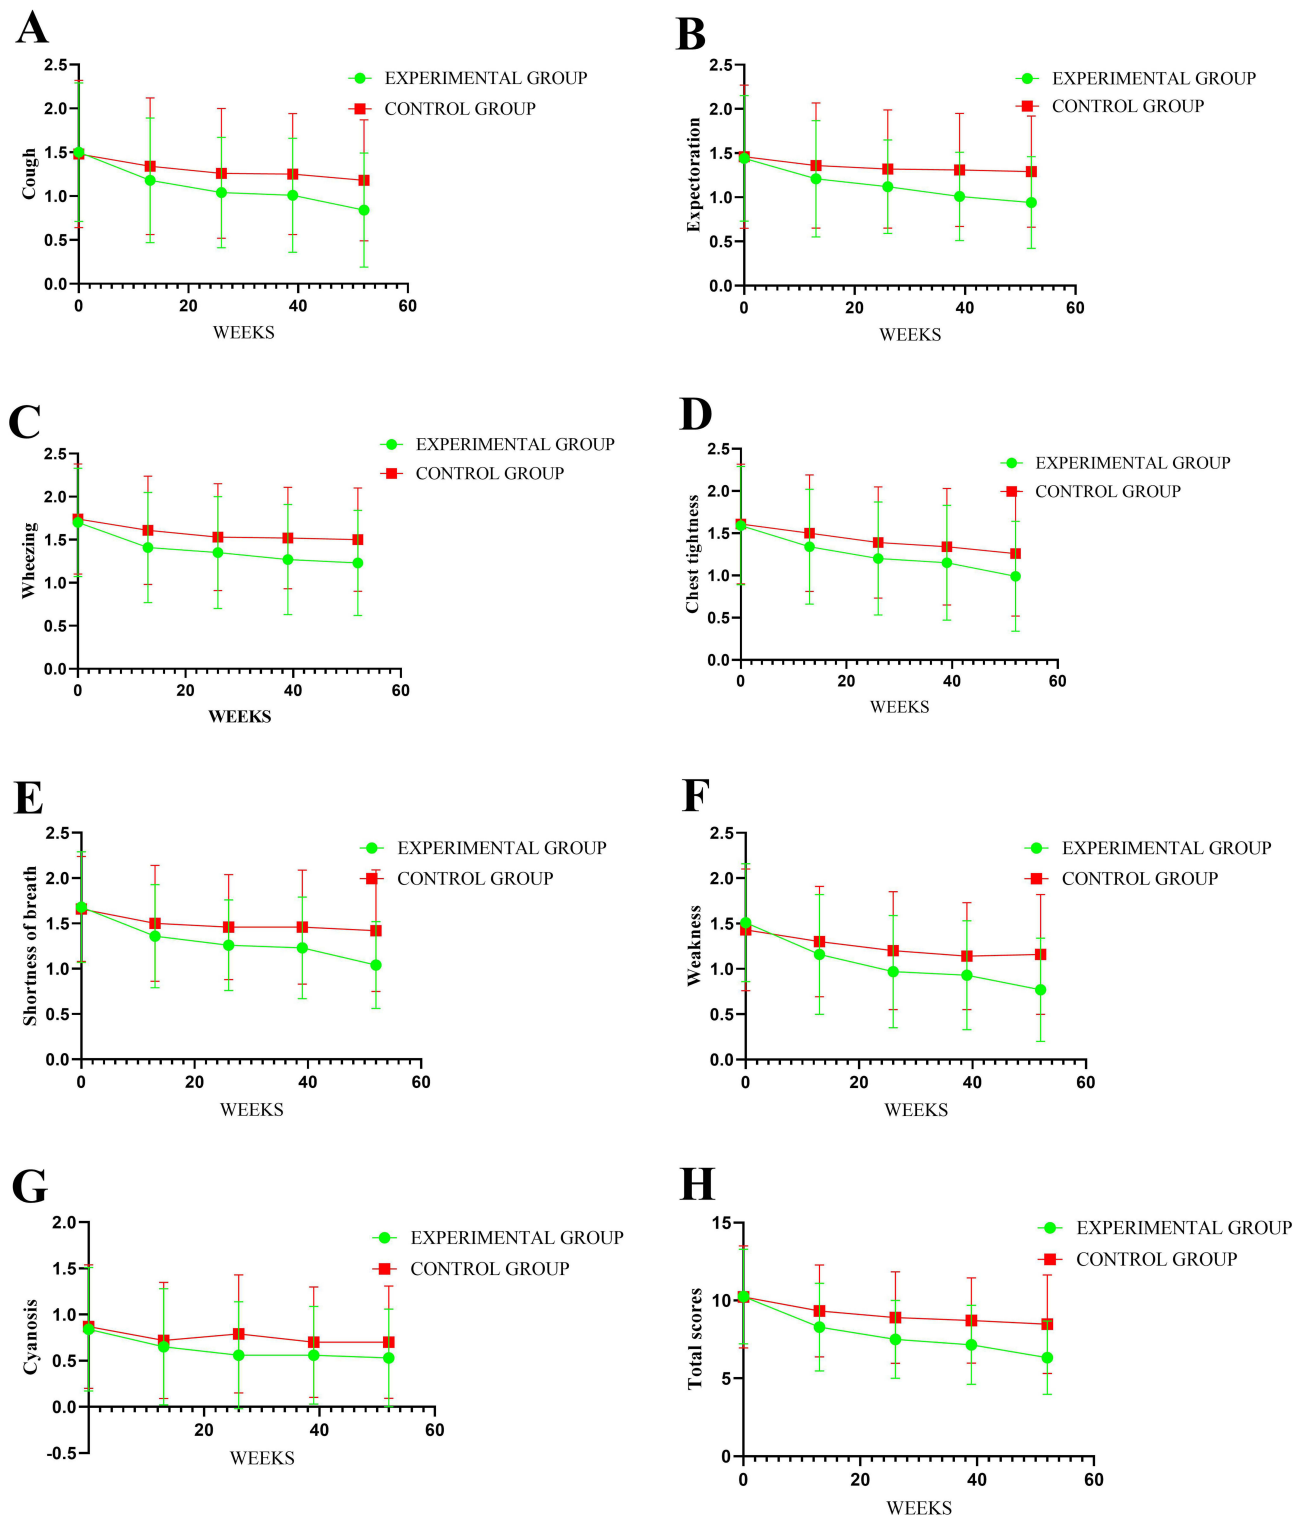 A
EXPERIMENTAL GROUP
CONTROL GROUP
Cough
2.5
2.0
1.5
1.0
0.5
0.0
0 20 40 60
WEEKS
B
EXPERIMENTAL GROUP
CONTROL GROUP
Expectoration
2.5
2.0
1.5
1.0
0.5
0.0
0 20 40 60
WEEKS
C
EXPERIMENTAL GROUP
CONTROL GROUP
Wheezing
2.5
2.0
1.5
1.0
0.5
0.0
0 20 40 60
WEEKS
D
EXPERIMENTAL GROUP
CONTROL GROUP
Chest tightness
2.5
2.0
1.5
1.0
0.5
0.0
0 20 40 60
WEEKS
E
EXPERIMENTAL GROUP
CONTROL GROUP
Shortness of breath
2.5
2.0
1.5
1.0
0.5
0.0
0 20 40 60
WEEKS
F
EXPERIMENTAL GROUP
CONTROL GROUP
Weakness
2.5
2.0
1.5
1.0
0.5
0.0
0 20 40 60
WEEKS
G
EXPERIMENTAL GROUP
CONTROL GROUP
Cyanosis
2.0
1.5
1.0
0.5
0.0
-0.5
20 40 60
WEEKS
H
EXPERIMENTAL GROUP
CONTROL GROUP
Total scores
15
10
5
0
0 20 40 60
WEEKS